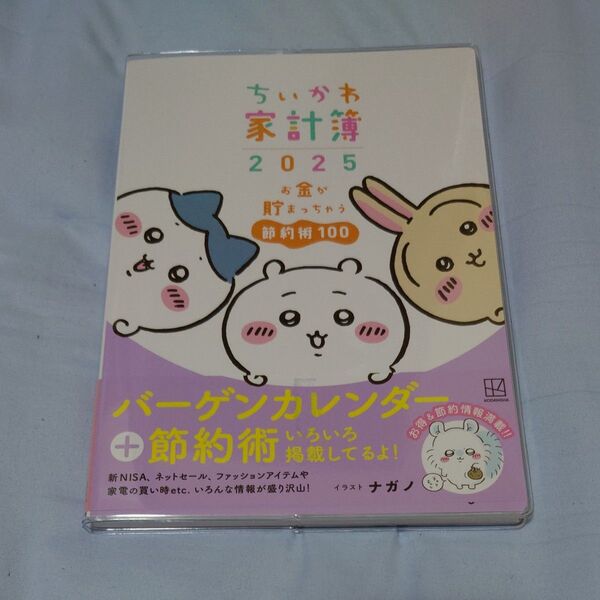 ちいかわ
家計簿
2025
お金が
貯まっちゃう
節約術100
バーゲンカレンダー
+節約術 いろいろ
掲載してるよ!
新NISA、ネットセール、ファッションアイテムや
家電の買い時etc. いろんな情報が盛り沢山!
KODANSHA
お得&節約情報満載!!
イラスト ナガノ